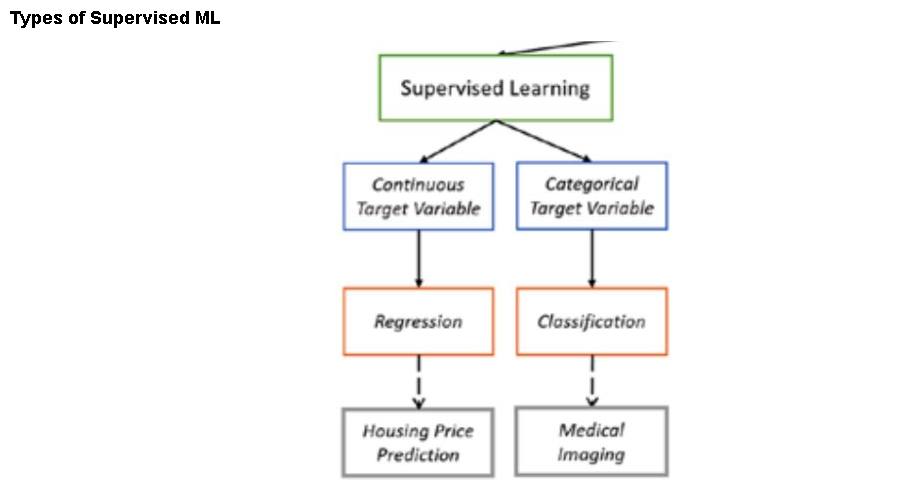 Types of Supervised ML
Supervised Learning
Continuous
Target Variable
Categorical
Target Variable
Regression
Classification
Housing Price
Prediction
Medical
Imaging